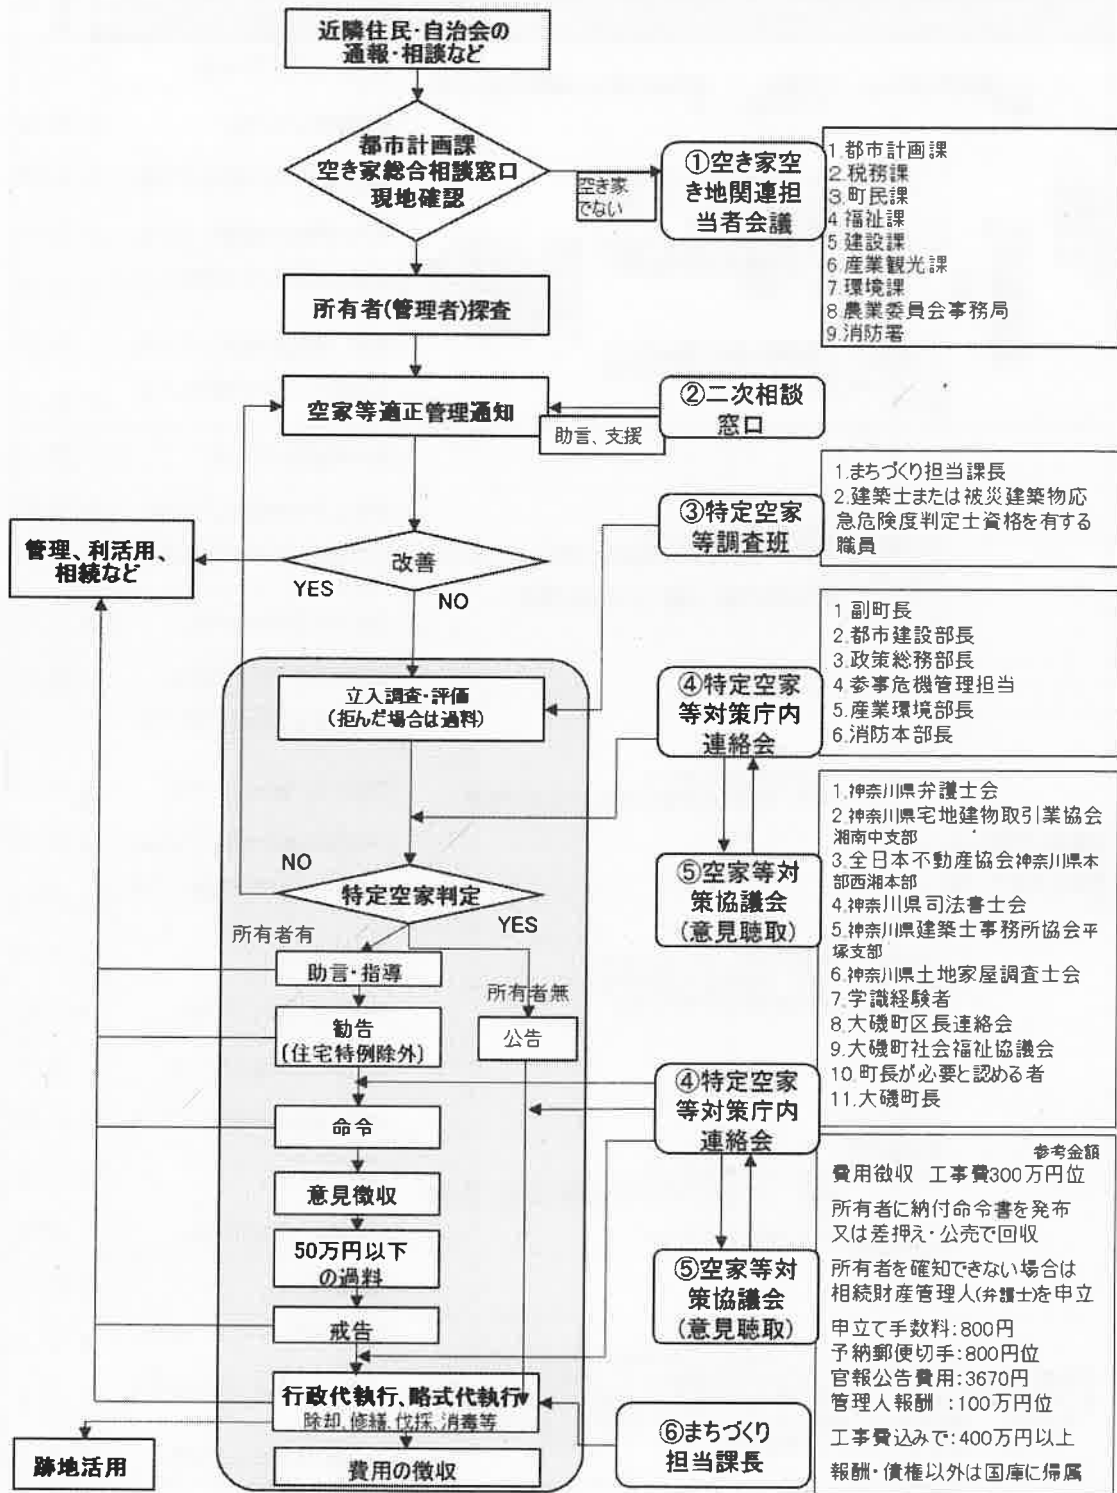 近隣住民・自治会の
通報・相談など
都市計画課
空き家総合相談窓口
現地確認
空き家
でない
①空き家空
き地関連担
当者会議
1.都市計画課
2.税務課
3.町民課
4 福祉課
5 建設課
6.産業観光課
7.環境課
8.農業委員会事務局
9.消防署
所有者(管理者)探査
空家等適正管理通知
②二次相談
窓口
助言、支援
1.まちづくり担当課長
2.建築士または被災建築物応
急危険度判定士資格を有する
職員
③特定空家
等調査班
管理、利活用、
相続など
改善
YES
NO
立入調査・評価
(拒んだ場合は過料)
④特定空家
等対策庁内
連絡会
1 副町長
2.都市建設部長
3.政策総務部長
4 参事危機管理担当
5.産業環境部長
6.消防本部長
⑤空家等対
策協議会
(意見聴取)
1.神奈川県弁護士会
2.神奈川県宅地建物取引業協会
湘南中支部
3.全日本不動産協会神奈川県本
部西湘本部
4.神奈川県司法書士会
5.神奈川県建築士事務所協会平
塚支部
6.神奈川県土地家屋調査士会
7.学識経験者
8.大磯町区長連絡会
9.大磯町社会福祉協議会
10.町長が必要と認める者
11.大磯町長
NO
特定空家判定
YES
所有者有
助言・指導
所有者無
勧告
(住宅特例除外)
公告
命令
④特定空家
等対策庁内
連絡会
意見徴収
50万円以下
の過料
⑤空家等対
策協議会
(意見聴取)
戒告
行政代執行、略式代執行
除却、修繕、伐採、消毒等
⑥まちづくり
担当課長
跡地活用
費用の徴収
参考金額
費用徴収 工事費300万円位
所有者に納付命令書を発布
又は差押え・公売で回収
所有者を確知できない場合は
相続財産管理人(弁護士)を申立
申立て手数料:800円
予納郵便切手:800円位
官報公告費用:3670円
管理人報酬 :100万円位
工事費込みで:400万円以上
報酬・債権以外は国庫に帰属